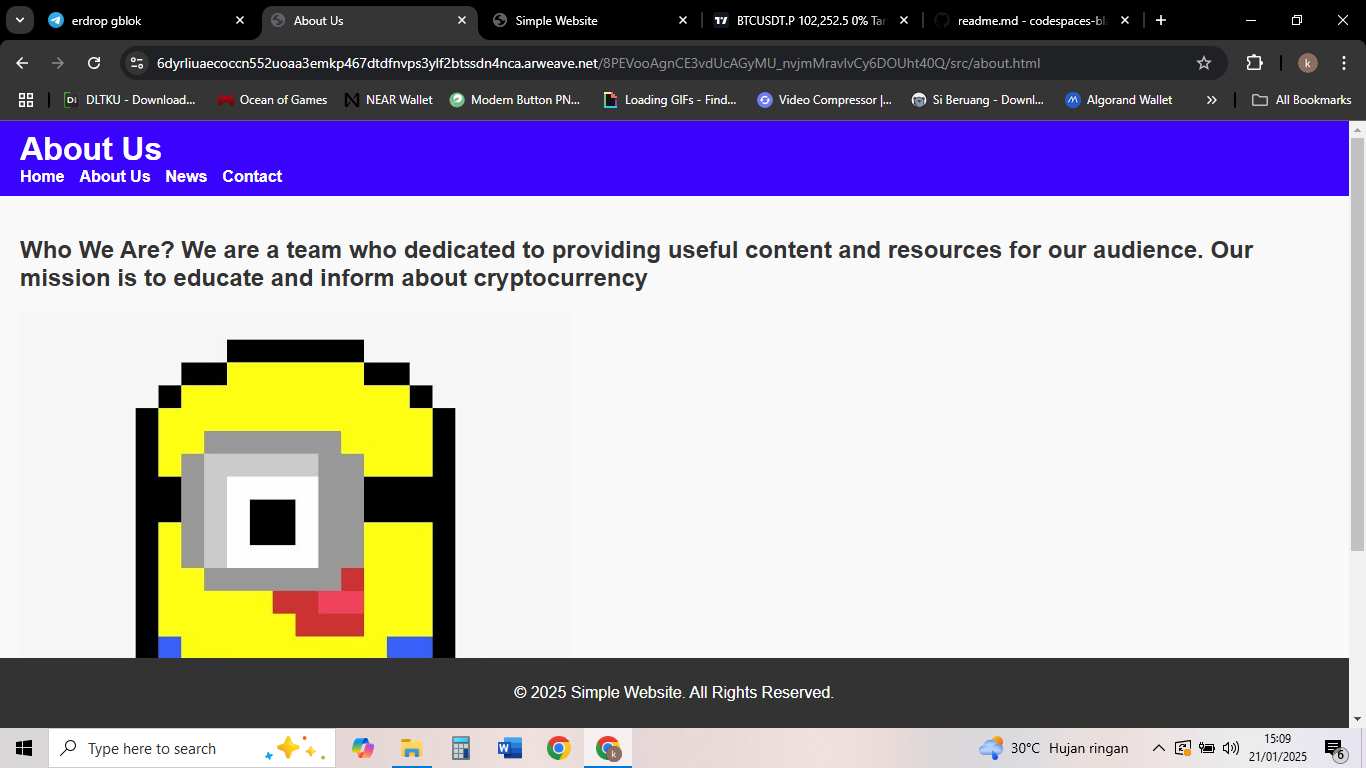 erdrop gblok
About Us
Simple Website
BTCUSDT.P 102,252.5 0% Tan
readme.md - codespaces-bla
6dyrliuaecoccn552uoaa3emkp467dtdfnvps3ylf2btssdn4nca.arweave.net/8PEVooAgnCE3vdUcAGyMU_nvjmMravlvCy6DOUht40Q/src/about.html
k
DLTKU - Download...
Ocean of Games
NEAR Wallet
Modern Button PN...
Loading GIFs - Find...
Video Compressor |...
Si Beruang - Downl...
Algorand Wallet
All Bookmarks
About Us
Home About Us News Contact
Who We Are? We are a team who dedicated to providing useful content and resources for our audience. Our
mission is to educate and inform about cryptocurrency
© 2025 Simple Website. All Rights Reserved.
Type here to search
30°C Hujan ringan
15:09
21/01/2025
6